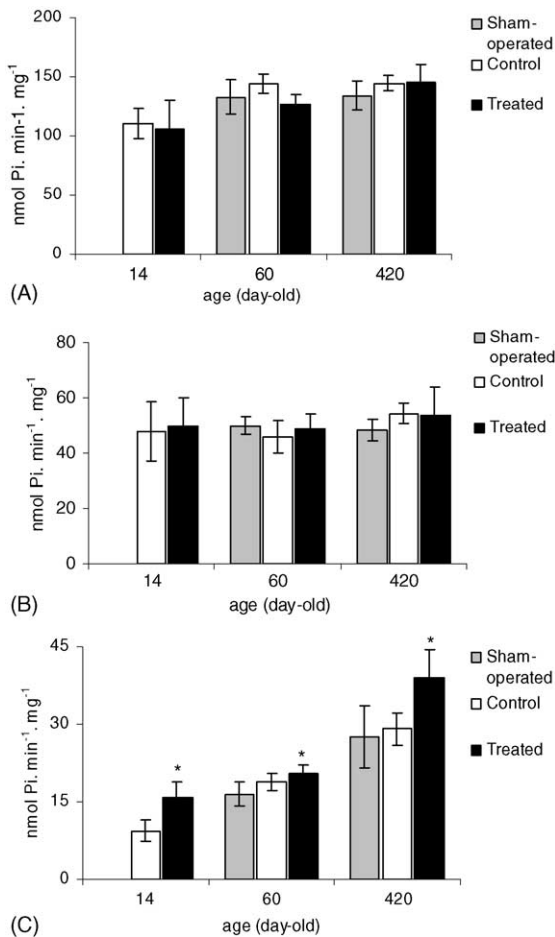 200
150
100
50
0
nmol Pi. min-1. mg⁻¹
14 60 420
age (day-old)
(A)
Sham-
operated
Control
Treated
80
60
40
20
0
nmol Pi. min⁻¹. mg⁻¹
14 60 420
age (day-old)
(B)
Sham-
operated
Control
Treated
45
30
15
0
nmol Pi. min⁻¹. mg⁻¹
* * *
14 60 420
age (day-old)
(C)
Sham-
operated
Control
Treated